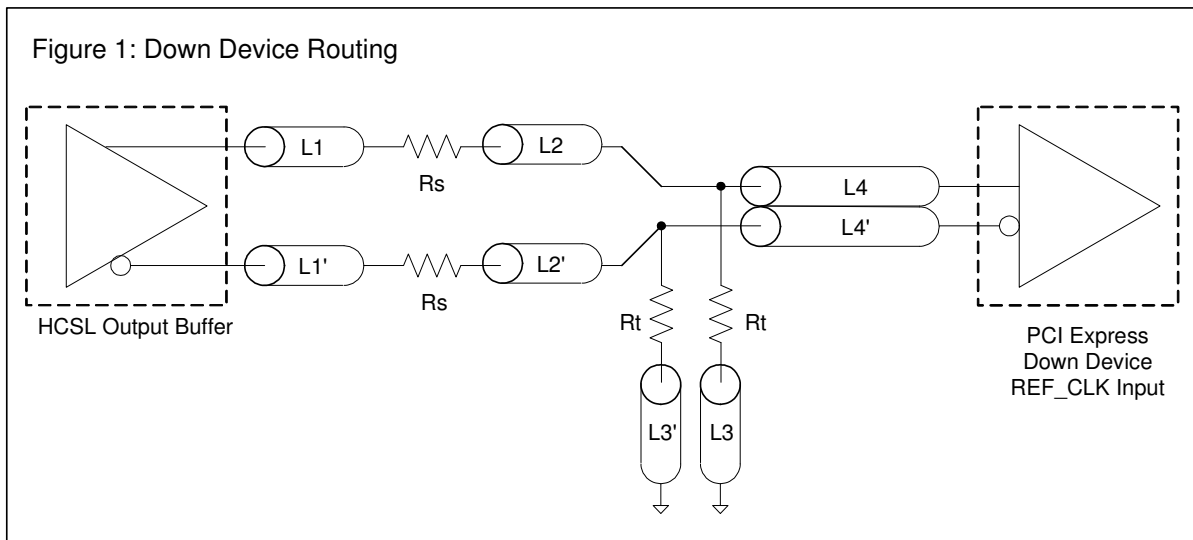 Figure 1: Down Device Routing
L1
Rs
L2
L4
L4'
L1'
Rs
L2'
HCSL Output Buffer
Rt
Rt
L3'
L3
PCI Express
Down Device
REF_CLK Input